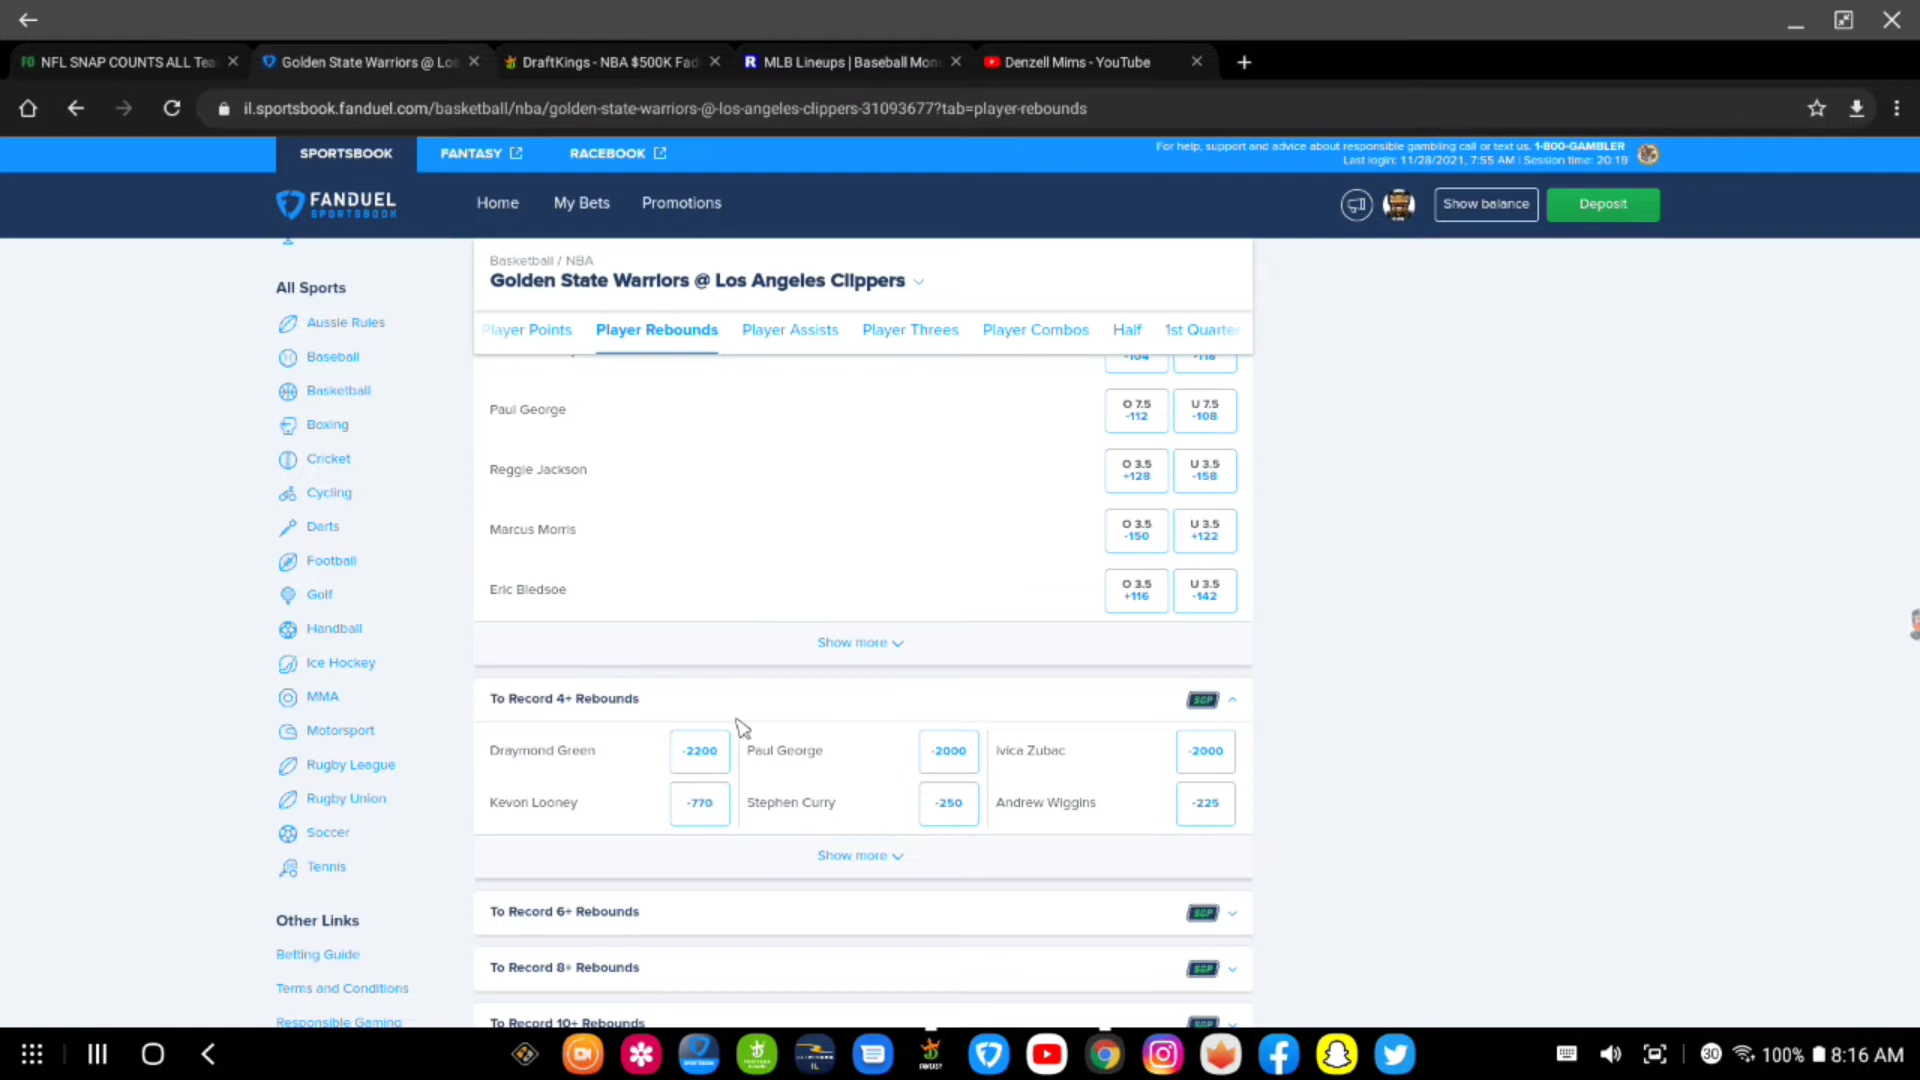 NFL SNAP COUNTS ALL Tea
Golden State Warriors @ Los
DraftKings - NBA $500K Fad
R MLB Lineups | Baseball Mon
Denzell Mims - YouTube
il.sportsbook.fanduel.com/basketball/nba/golden-state-warriors-@-los-angeles-clippers-31093677?tab=player-rebounds
SPORTSBOOK FANTASY RACEBOOK
For help, support and advice about responsible gambling call or text us. 1-800-GAMBLER
Last login: 11/28/2021, 7:55 AM | Session time: 20:18
FANDUEL
SPORTSBOOK
Home My Bets Promotions
Show balance Deposit
All Sports
Aussie Rules
Baseball
Basketball
Boxing
Cricket
Cycling
Darts
Football
Golf
Handball
Ice Hockey
MMA
Motorsport
Rugby League
Rugby Union
Soccer
Tennis
Other Links
Betting Guide
Terms and Conditions
Responsible Gaming
Basketball / NBA
Golden State Warriors @ Los Angeles Clippers
Player Points Player Rebounds Player Assists Player Threes Player Combos Half 1st Quarter
-104 -118
Paul George O 7.5 -112 U 7.5 -108
Reggie Jackson O 3.5 +128 U 3.5 -158
Marcus Morris O 3.5 -150 U 3.5 +122
Eric Bledsoe O 3.5 +116 U 3.5 -142
Show more
To Record 4+ Rebounds SGP
Draymond Green -2200 Paul George -2000 Ivica Zubac -2000
Kevon Looney -770 Stephen Curry -250 Andrew Wiggins -225
Show more
To Record 6+ Rebounds SGP
To Record 8+ Rebounds SGP
To Record 10+ Rebounds SGP
30 100% 8:16 AM